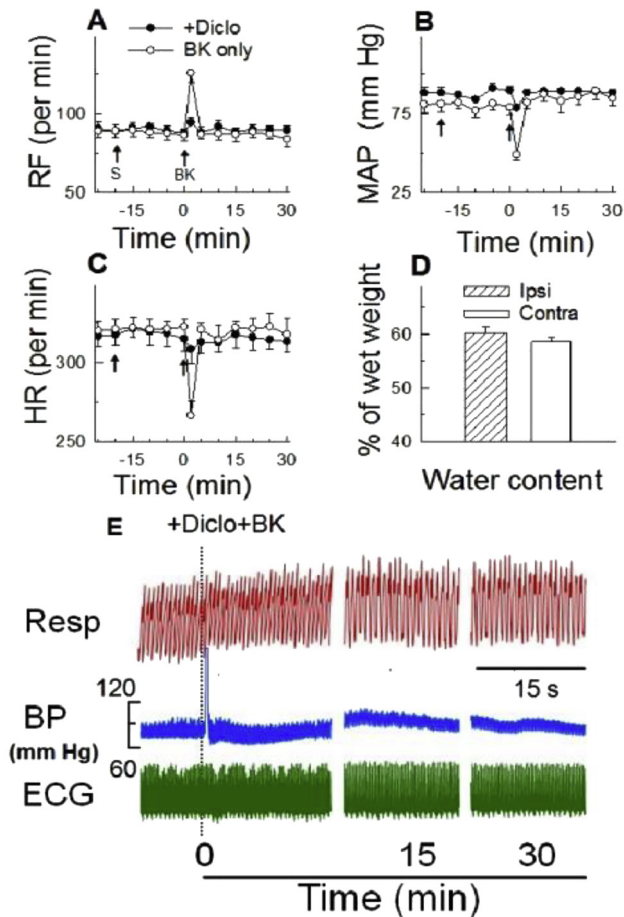 A
+Diclo
BK only
RF (per min)
100
50
S
BK
-15 0 15 30
Time (min)
B
MAP (mm Hg)
75
25
-15 0 15 30
Time (min)
C
HR (per min)
300
250
-15 0 15 30
Time (min)
D
Ipsi
Contra
% of wet weight
60
50
40
Water content
E
+Diclo+BK
Resp
15 s
120
BP
(mm Hg)
60
ECG
0 15 30
Time (min)